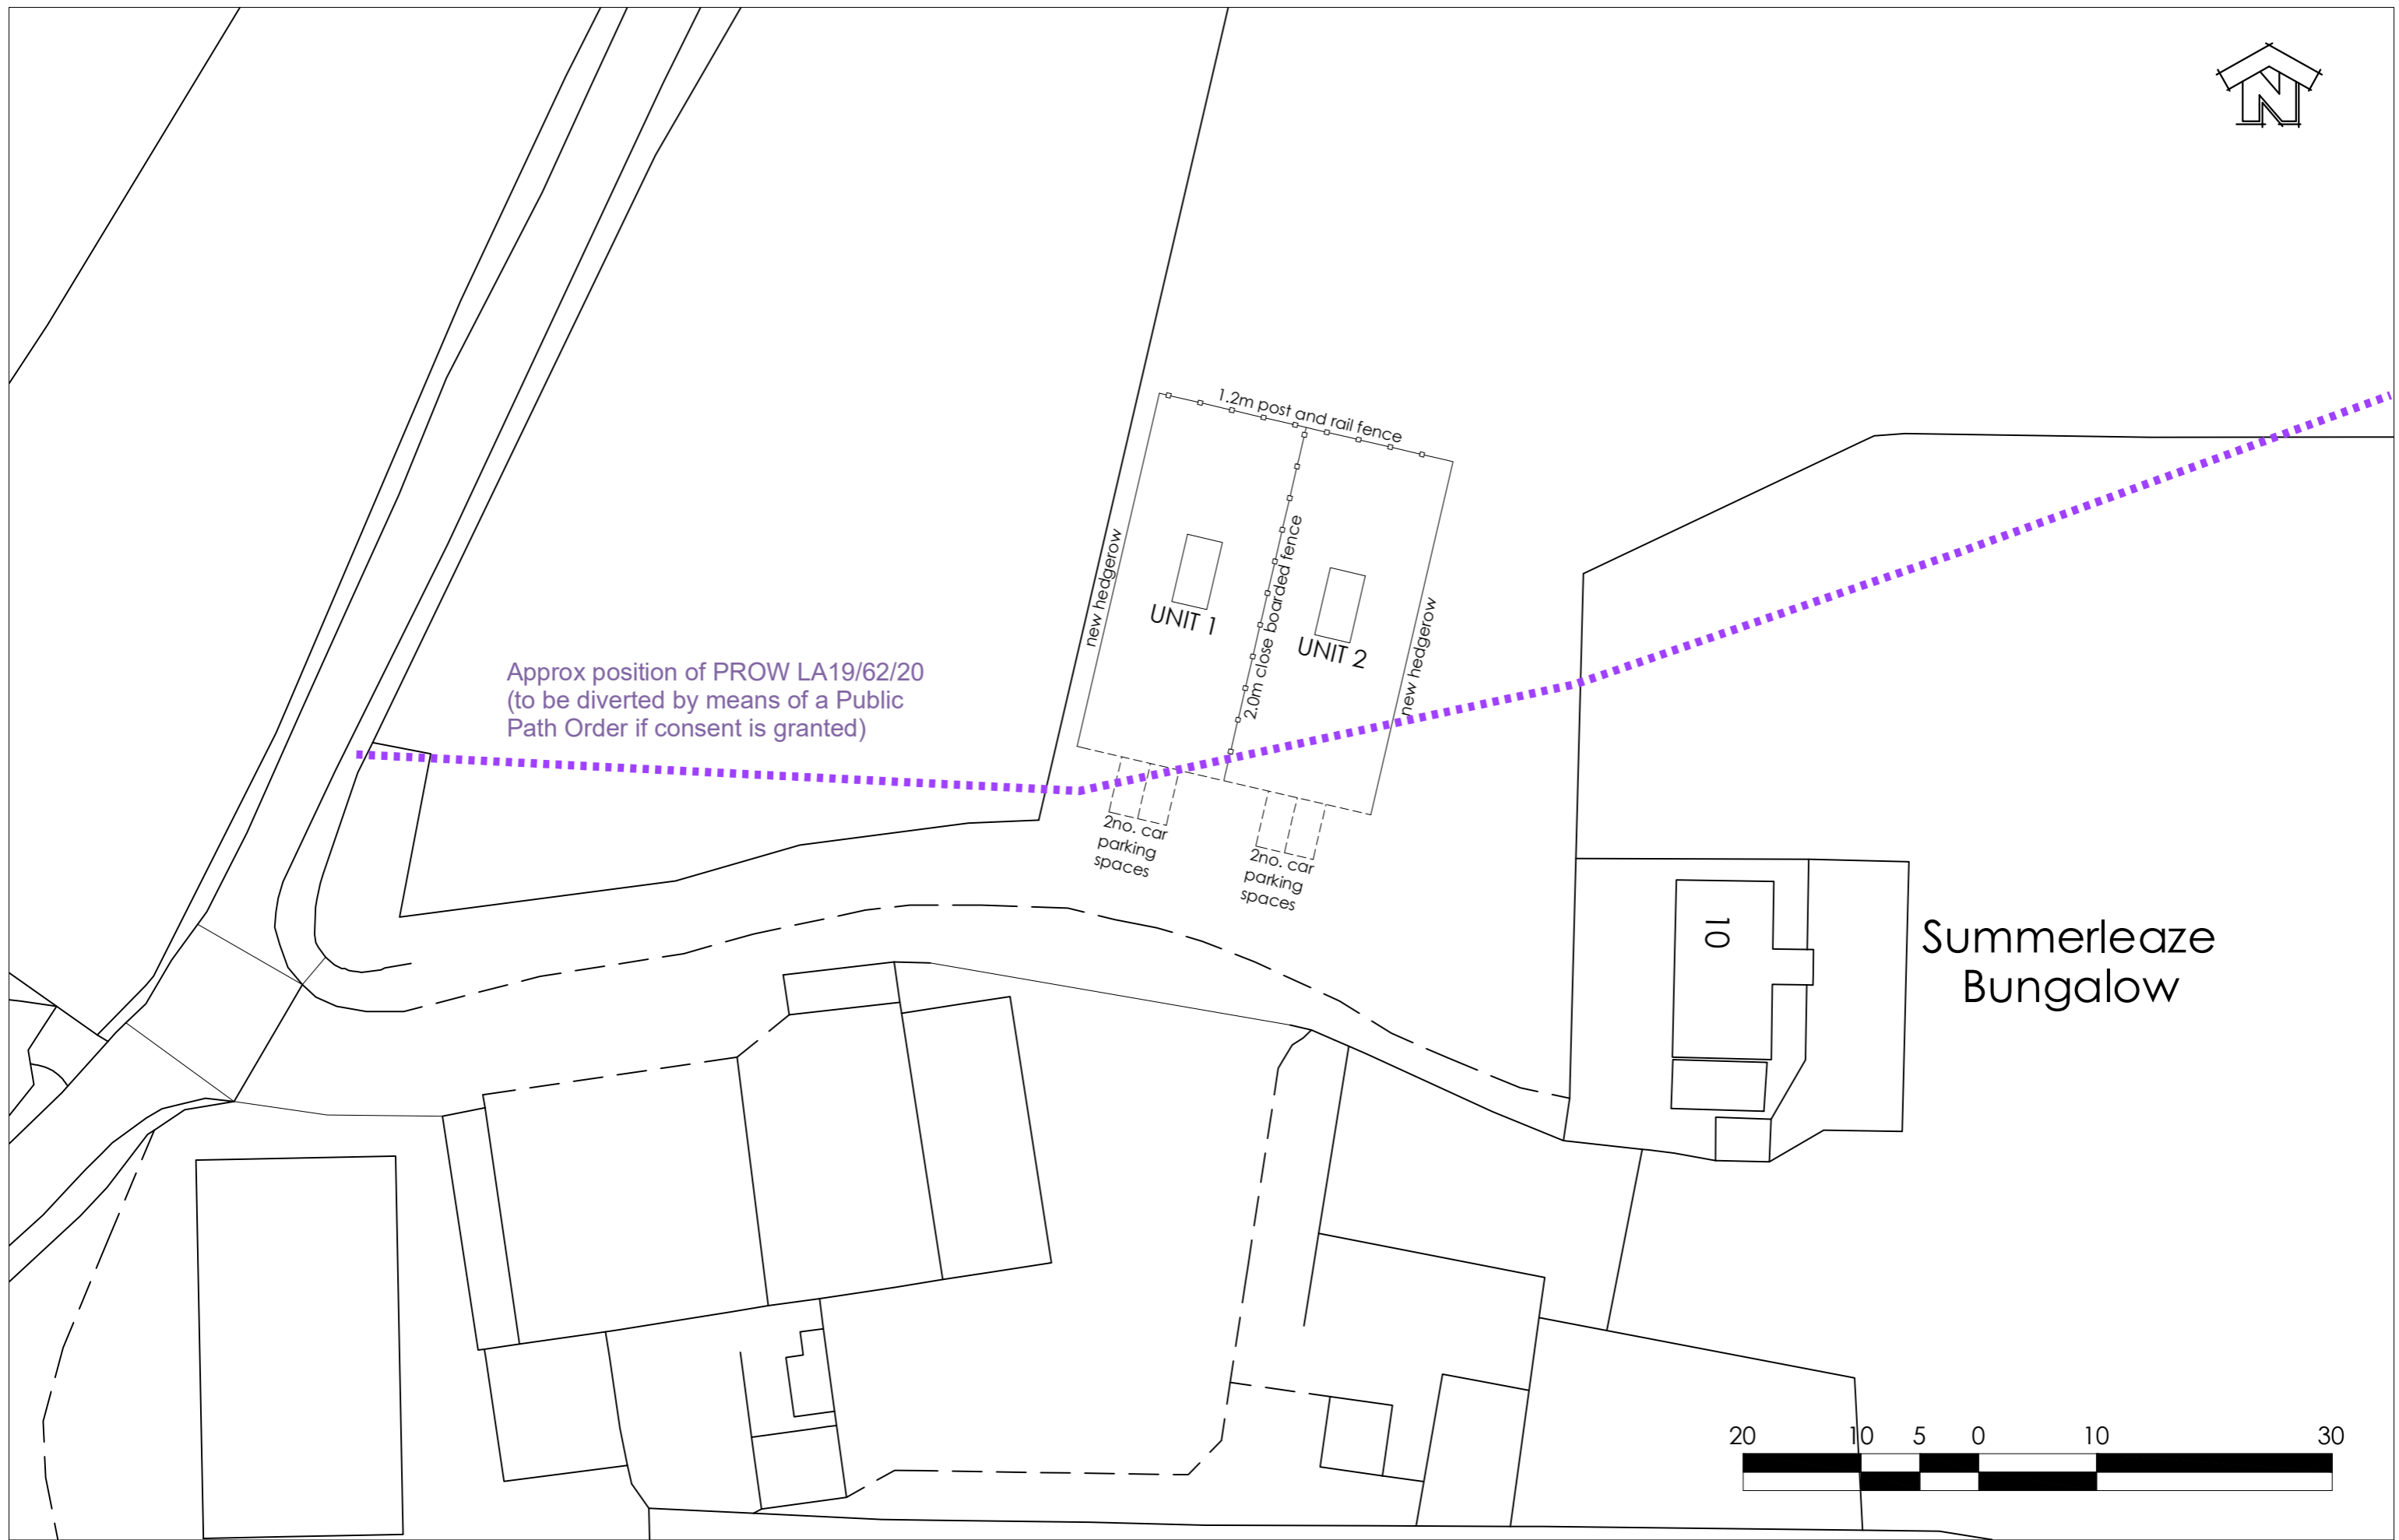 N
1.2m post and rail fence
new hedgerow
2.0m close boarded fence
new hedgerow
UNIT 1
UNIT 2
Approx position of PROW LA19/62/20
(to be diverted by means of a Public
Path Order if consent is granted)
2no. car
parking
spaces
2no. car
parking
spaces
10
Summerleaze
Bungalow
20 10 5 0 10 30